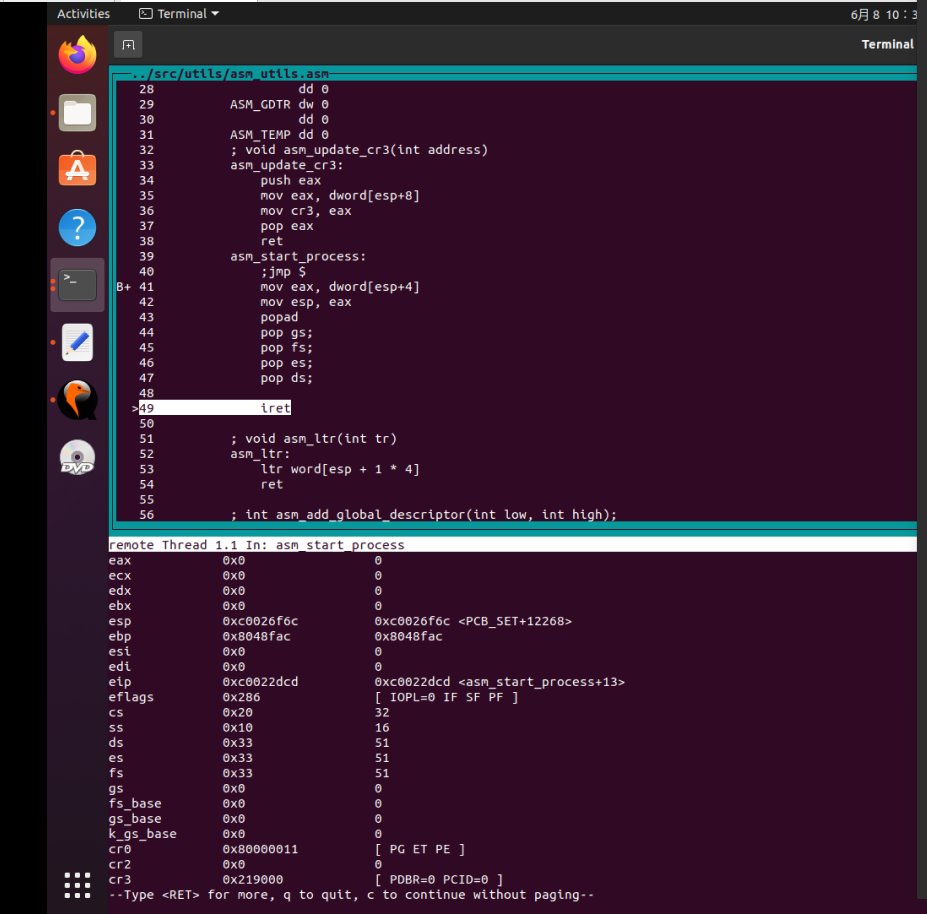 Activities Terminal 6月 8 10 : 3
Terminal
../src/utils/asm_utils.asm
28 dd 0
29 ASM_GDTR dw 0
30 dd 0
31 ASM_TEMP dd 0
32 ; void asm_update_cr3(int address)
33 asm_update_cr3:
34 push eax
35 mov eax, dword[esp+8]
36 mov cr3, eax
37 pop eax
38 ret
39 asm_start_process:
40 ;jmp $
B+ 41 mov eax, dword[esp+4]
42 mov esp, eax
43 popad
44 pop gs;
45 pop fs;
46 pop es;
47 pop ds;
48
>49 iret
50
51 ; void asm_ltr(int tr)
52 asm_ltr:
53 ltr word[esp + 1 * 4]
54 ret
55
56 ; int asm_add_global_descriptor(int low, int high);
remote Thread 1.1 In: asm_start_process
eax 0x0 0
ecx 0x0 0
edx 0x0 0
ebx 0x0 0
esp 0xc0026f6c 0xc0026f6c <PCB_SET+12268>
ebp 0x8048fac 0x8048fac
esi 0x0 0
edi 0x0 0
eip 0xc0022dcd 0xc0022dcd <asm_start_process+13>
eflags 0x286 [ IOPL=0 IF SF PF ]
cs 0x20 32
ss 0x10 16
ds 0x33 51
es 0x33 51
fs 0x33 51
gs 0x0 0
fs_base 0x0 0
gs_base 0x0 0
k_gs_base 0x0 0
cr0 0x80000011 [ PG ET PE ]
cr2 0x0 0
cr3 0x219000 [ PDBR=0 PCID=0 ]
--Type <RET> for more, q to quit, c to continue without paging--
DVD